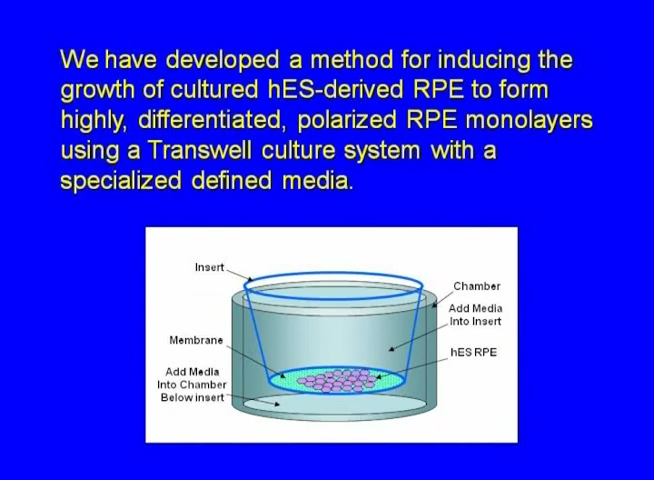 We have developed a method for inducing the
growth of cultured hES-derived RPE to form
highly, differentiated, polarized RPE monolayers
using a Transwell culture system with a
specialized defined media.
Insert
Chamber
Add Media
Into Insert
Membrane
hES RPE
Add Media
Into Chamber
Below insert